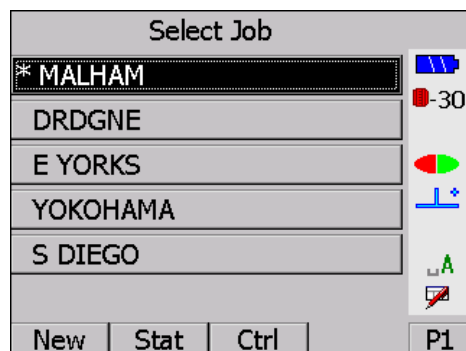 Select Job
* MALHAM
-30
DRDGNE
E YORKS
YOKOHAMA
S DIEGO
A
New Stat Ctrl P1